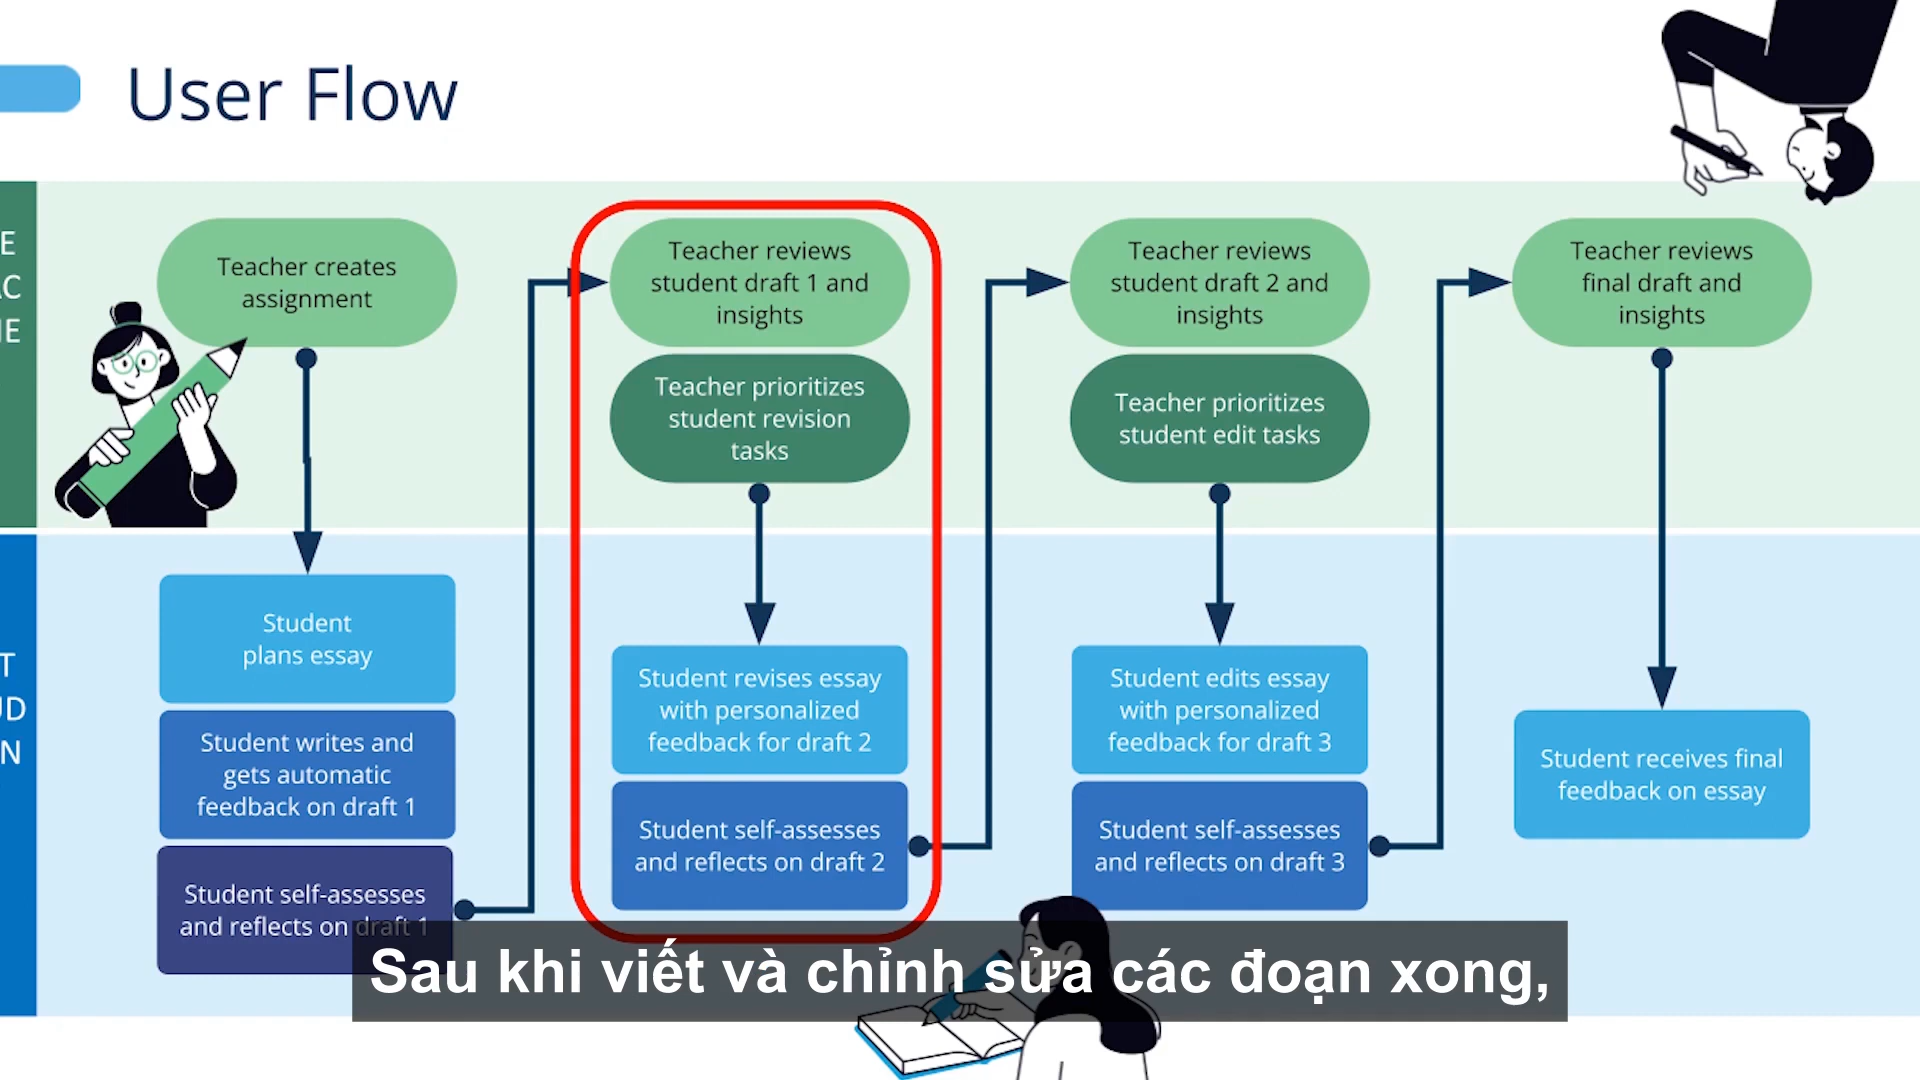 User Flow
E
AC
HE
Teacher creates
assignment
Teacher reviews
student draft 1 and
insights
Teacher prioritizes
student revision
tasks
Teacher reviews
student draft 2 and
insights
Teacher prioritizes
student edit tasks
Teacher reviews
final draft and
insights
T
UD
N
Student
plans essay
Student writes and
gets automatic
feedback on draft 1
Student self-assesses
and reflects on draft 1
Student revises essay
with personalized
feedback for draft 2
Student self-assesses
and reflects on draft 2
Student edits essay
with personalized
feedback for draft 3
Student self-assesses
and reflects on draft 3
Student receives final
feedback on essay
Sau khi viết và chỉnh sửa các đoạn xong,